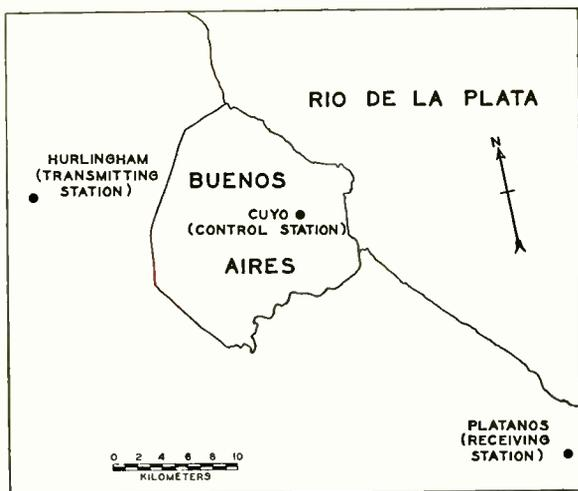 RIO DE LA PLATA
HURLINGHAM
(TRANSMITTING
STATION)
N
BUENOS
CUYO
(CONTROL STATION)
AIRES
PLATANOS
(RECEIVING
STATION)
0 2 4 6 8 10
KILOMETERS